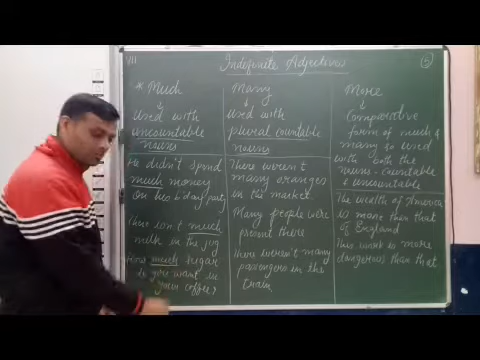 VII
Indefinite Adjectives
* Much
↓
Used with
uncountable
nouns
He didn't spend
much money
on his b'day party
There isn't much
milk in the jug
How much sugar
do you want in
your coffee?
Many
↓
Used with
plural countable
nouns
There weren't
many oranges
in the market.
Many people were
present there
There weren't many
passengers in the
train
More
↓
Comparative
form of much &
many so used
with both the
nouns - countable
& uncountable
The wealth of America
is more than that
of England
This is more
dangerous than that